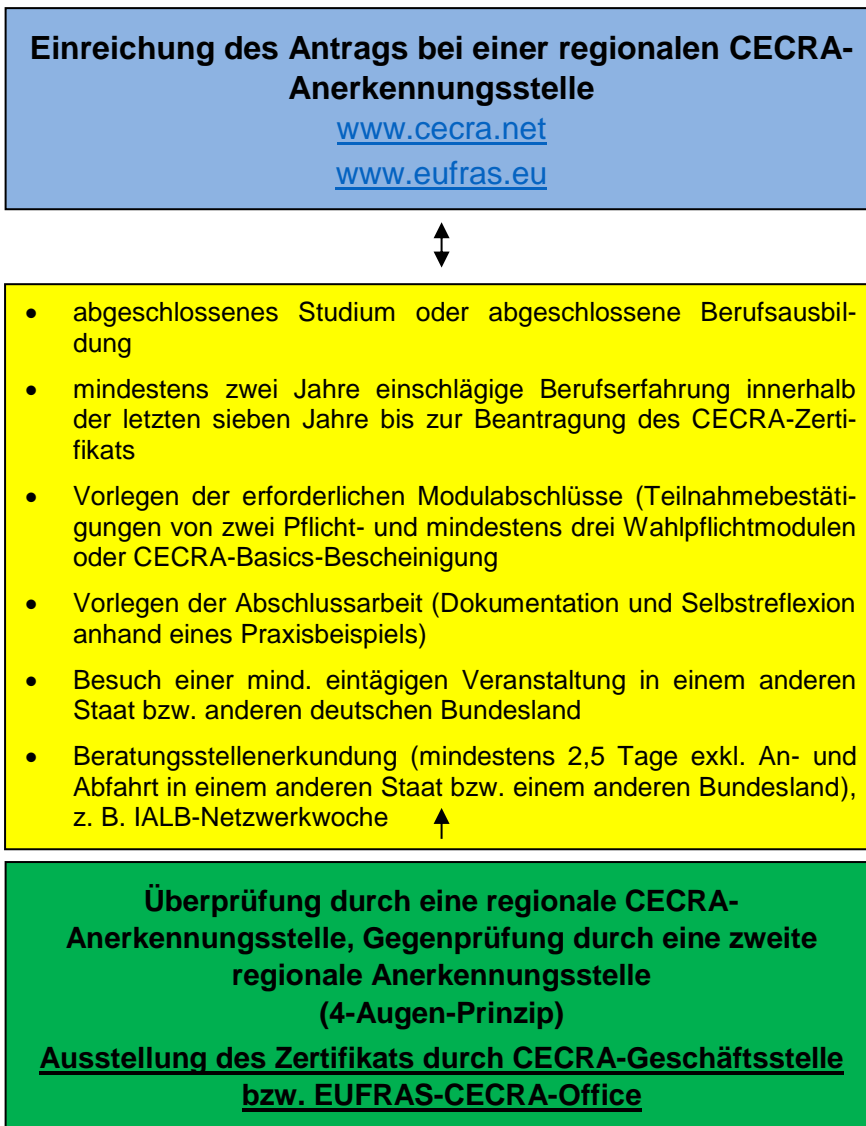 Einreichung des Antrags bei einer regionalen CECRA-
Anerkennungsstelle
www.cecra.net
www.eufras.eu
• abgeschlossenes Studium oder abgeschlossene Berufsausbil-
dung
• mindestens zwei Jahre einschlägige Berufserfahrung innerhalb
der letzten sieben Jahre bis zur Beantragung des CECRA-Zerti-
fikats
• Vorlegen der erforderlichen Modulabschlüsse (Teilnahmebestäti-
gungen von zwei Pflicht- und mindestens drei Wahlpflichtmodulen
oder CECRA-Basics-Bescheinigung
• Vorlegen der Abschlussarbeit (Dokumentation und Selbstreflexion
anhand eines Praxisbeispiels)
• Besuch einer mind. eintägigen Veranstaltung in einem anderen
Staat bzw. anderen deutschen Bundesland
• Beratungsstellenerkundung (mindestens 2,5 Tage exkl. An- und
Abfahrt in einem anderen Staat bzw. einem anderen Bundesland),
z. B. IALB-Netzwerkwoche
Überprüfung durch eine regionale CECRA-
Anerkennungsstelle, Gegenprüfung durch eine zweite
regionale Anerkennungsstelle
(4-Augen-Prinzip)
Ausstellung des Zertifikats durch CECRA-Geschäftsstelle
bzw. EUFRAS-CECRA-Office